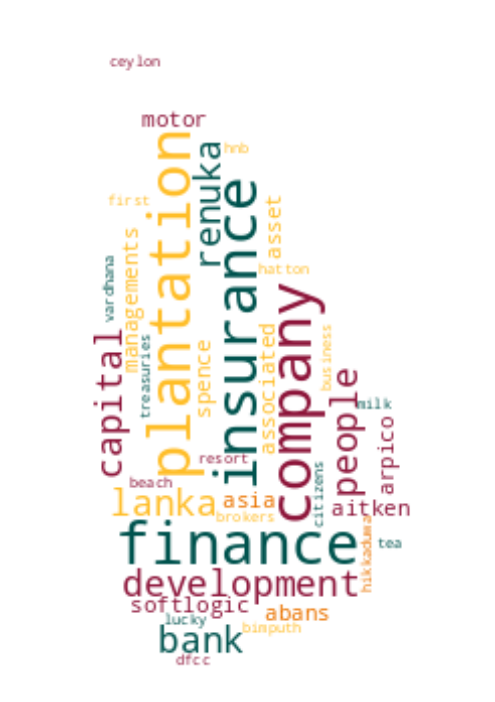 ceylon
motor
plantation
renuka
hnb
insurance
first
asset
managements
vardhana
hatton
company
capital
treasuries
spence
associated
business
people
milk
arpico
resort
beach
citizens
lanka
asia
aitken
brokers
hikkaduwa
finance
tea
development
softlogic
abans
lucky
bimputh
bank
dfcc